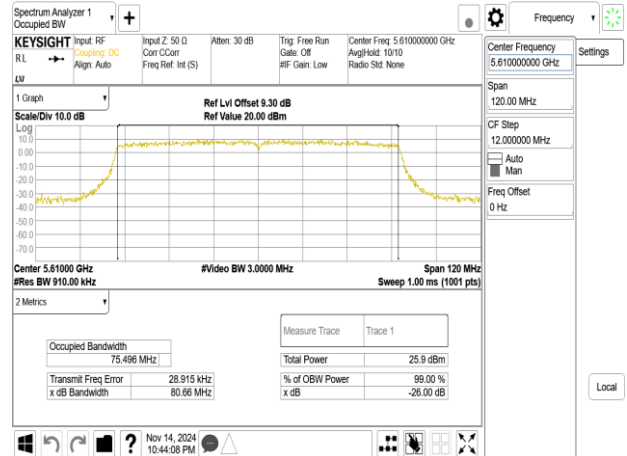 Spectrum Analyzer 1
Occupied BW
Frequency
KEYSIGHT
Input: RF
Coupling: DC
Align: Auto
Input Z: 50 Ω
Corr CCorr
Freq Ref: Int (S)
Atten: 30 dB
Trig: Free Run
Gate: Off
#IF Gain: Low
Center Freq: 5.610000000 GHz
Avg|Hold: 10/10
Radio Std: None
RL
LW
Center Frequency
5.610000000 GHz
Settings
Span
120.00 MHz
CF Step
12.000000 MHz
Auto
Man
Freq Offset
0 Hz
1 Graph
Scale/Div 10.0 dB
Ref Lvl Offset 9.30 dB
Ref Value 20.00 dBm
Log
10.0
0.00
-10.0
-20.0
-30.0
-40.0
-50.0
-60.0
-70.0
Center 5.61000 GHz
#Video BW 3.0000 MHz
Span 120 MHz
#Res BW 910.00 kHz
Sweep 1.00 ms (1001 pts)
2 Metrics
Measure Trace
Trace 1
Occupied Bandwidth
75.496 MHz
Total Power
25.9 dBm
Transmit Freq Error
28.915 kHz
% of OBW Power
99.00 %
x dB Bandwidth
80.66 MHz
x dB
-26.00 dB
Local
Nov 14, 2024
10:44:08 PM